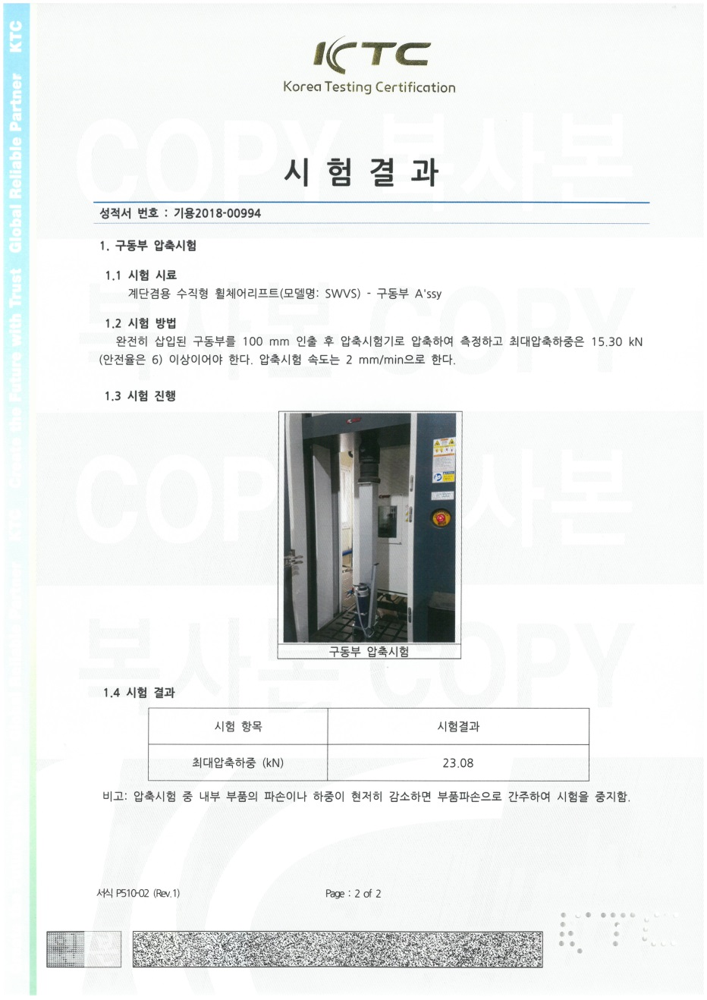 KTC
Korea Testing Certification
COPY 복사본
시 험 결 과
성적서 번호 : 기용2018-00994
1. 구동부 압축시험
1.1 시험 시료
계단겸용 수직형 휠체어리프트(모델명: SWVS) - 구동부 A'ssy
복사본 COPY
1.2 시험 방법
완전히 삽입된 구동부를 100 mm 인출 후 압축시험기로 압축하여 측정하고 최대압축하중은 15.30 kN
(안전율은 6) 이상이어야 한다. 압축시험 속도는 2 mm/min으로 한다.
1.3 시험 진행
구동부 압축시험
복사본 COPY
1.4 시험 결과
시험 항목 시험결과
최대압축하중 (kN) 23.08
비고: 압축시험 중 내부 부품의 파손이나 하중이 현저히 감소하면 부품파손으로 간주하여 시험을 중지함.
서식 P510-02 (Rev.1) Page : 2 of 2
KTC
Create the Future with Trust Global Reliable Partner KTC